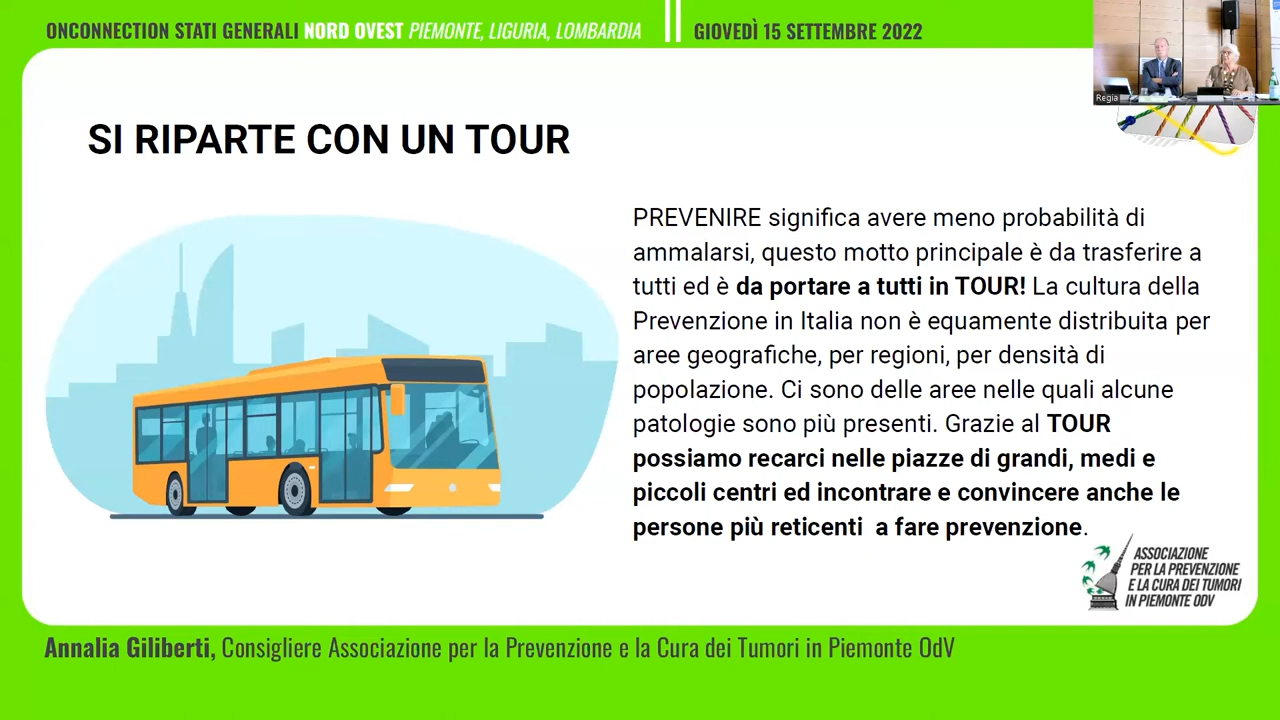 ONCONNECTION STATI GENERALI NORD OVEST PIEMONTE, LIGURIA, LOMBARDIA
GIOVEDÌ 15 SETTEMBRE 2022
Regia
SI RIPARTE CON UN TOUR
PREVENIRE significa avere meno probabilità di
ammalarsi, questo motto principale è da trasferire a
tutti ed è da portare a tutti in TOUR! La cultura della
Prevenzione in Italia non è equamente distribuita per
aree geografiche, per regioni, per densità di
popolazione. Ci sono delle aree nelle quali alcune
patologie sono più presenti. Grazie al TOUR
possiamo recarci nelle piazze di grandi, medi e
piccoli centri ed incontrare e convincere anche le
persone più reticenti  a fare prevenzione.
ASSOCIAZIONE
PER LA PREVENZIONE
E LA CURA DEI TUMORI
IN PIEMONTE ODV
Annalia Giliberti, Consigliere Associazione per la Prevenzione e la Cura dei Tumori in Piemonte OdV